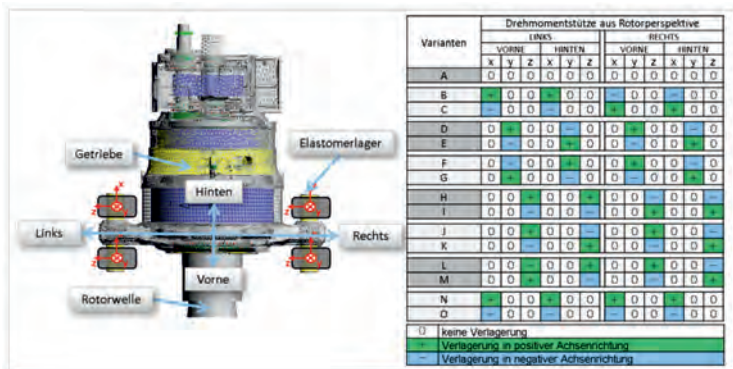 Getriebe
Elastomerlager
Hinten
Links
Rechts
Vorne
Rotorwelle
x
z
x
z
x
z
x
z
Varianten
Drehmomentstütze aus Rotorperspektive
LINKS RECHTS
VORNE HINTEN VORNE HINTEN
x y z x y z x y z x y z
A 0 0 0 0 0 0 0 0 0 0 0 0
B + 0 0 + 0 0 − 0 0 − 0 0
C − 0 0 − 0 0 + 0 0 + 0 0
D 0 + 0 0 − 0 0 + 0 0 − 0
E 0 − 0 0 + 0 0 − 0 0 + 0
F 0 − 0 0 − 0 0 + 0 0 + 0
G 0 + 0 0 + 0 0 − 0 0 − 0
H 0 0 + 0 0 + 0 0 − 0 0 −
I 0 0 − 0 0 − 0 0 + 0 0 +
J 0 0 + 0 0 − 0 0 + 0 0 −
K 0 0 − 0 0 + 0 0 − 0 0 +
L 0 0 − 0 0 + 0 0 + 0 0 −
M 0 0 + 0 0 − 0 0 − 0 0 +
N + 0 0 + 0 0 + 0 0 + 0 0
O − 0 0 − 0 0 − 0 0 − 0 0
0 keine Verlagerung
+ Verlagerung in positiver Achsenrichtung
− Verlagerung in negativer Achsenrichtung